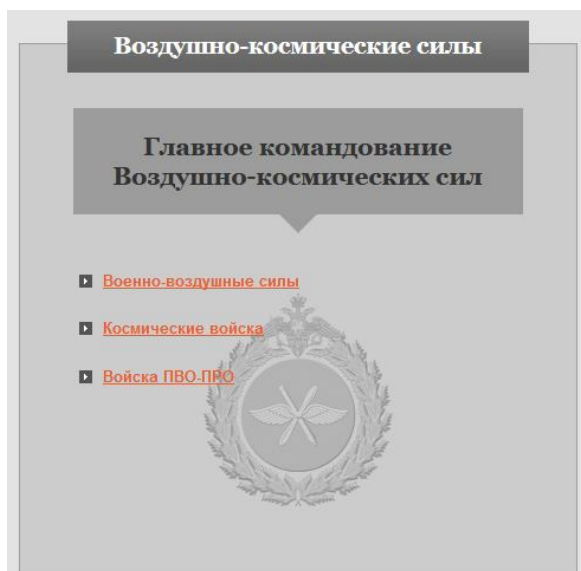 Воздушно-космические силы
Главное командование
Воздушно-космических сил
Военно-воздушные силы
Космические войска
Войска ПВО-ПРО